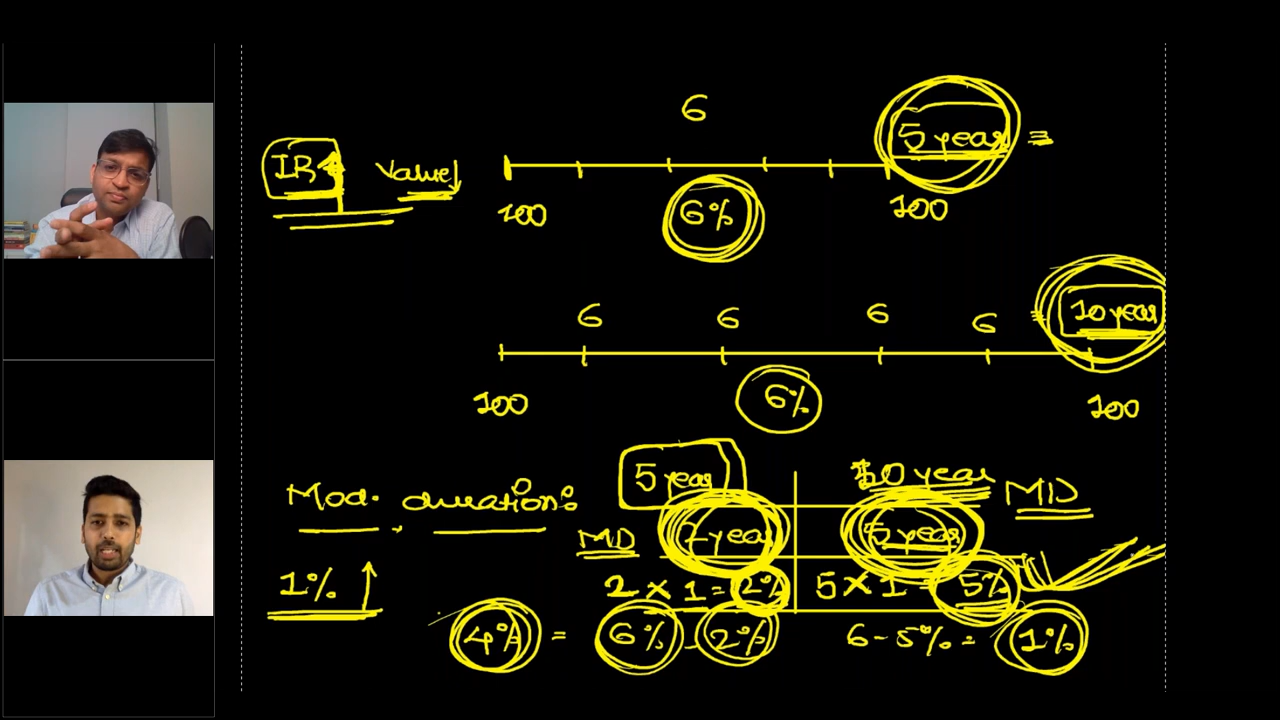 6
IR↑ Value↓ 5 year =
100 6% 100
6 6 6 6 = 10 year
100 6% 100
5 year 10 year
Mod. duration: MD 2 year 5 year MD
1% ↑ 2 x 1 = 2% 5 X 1 = 5%
4% = 6% - 2% 6 - 5% = 1%